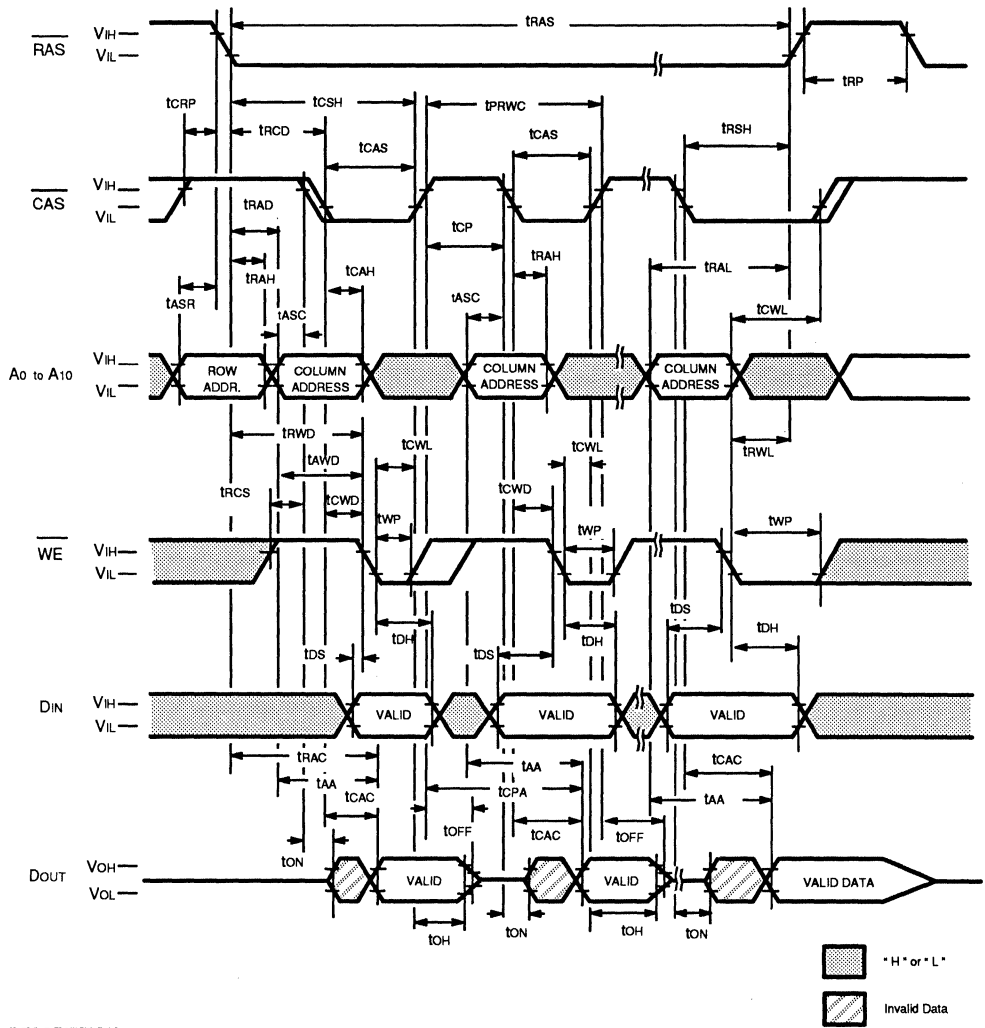 tRAS
VIH
RAS
VIL
tRP
tCRP
tCSH
tPRWC
tRCD
tRSH
tCAS
tCAS
VIH
CAS
VIL
tRAD
tCP
tCAH
tRAH
tRAL
tRAH
tASR
tASC
tASC
tCWL
VIH
A0 to A10
VIL
ROW ADDR.
COLUMN ADDRESS
COLUMN ADDRESS
COLUMN ADDRESS
tRWD
tCWL
tCWL
tRWL
tAWD
tRCS
tCWD
tCWD
tWP
tWP
tWP
WE
VIH
VIL
tDS
tDH
tDH
tDH
tDS
tDS
DIN
VIH
VIL
VALID
VALID
VALID
tRAC
tAA
tCAC
tAA
tCPA
tAA
tCAC
tOFF
tCAC
tOFF
tON
VOH
DOUT
VOL
VALID
VALID
VALID DATA
tOH
tON
tOH
tON
"H" or "L"
Invalid Data